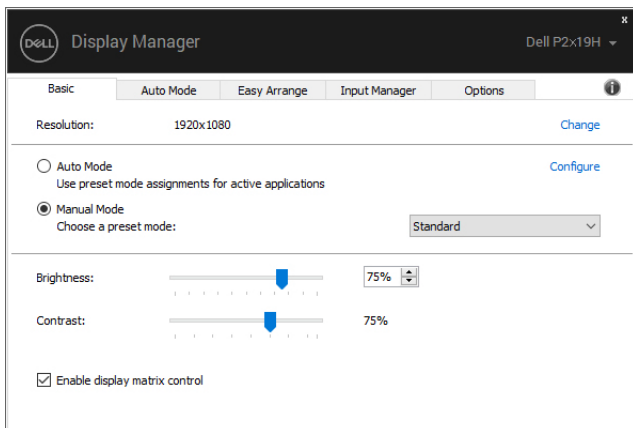 x
DELL Display Manager Dell P2x19H
Basic Auto Mode Easy Arrange Input Manager Options i
Resolution: 1920x1080 Change
Auto Mode Configure
Use preset mode assignments for active applications
Manual Mode
Choose a preset mode: Standard
Brightness: 75%
Contrast: 75%
Enable display matrix control